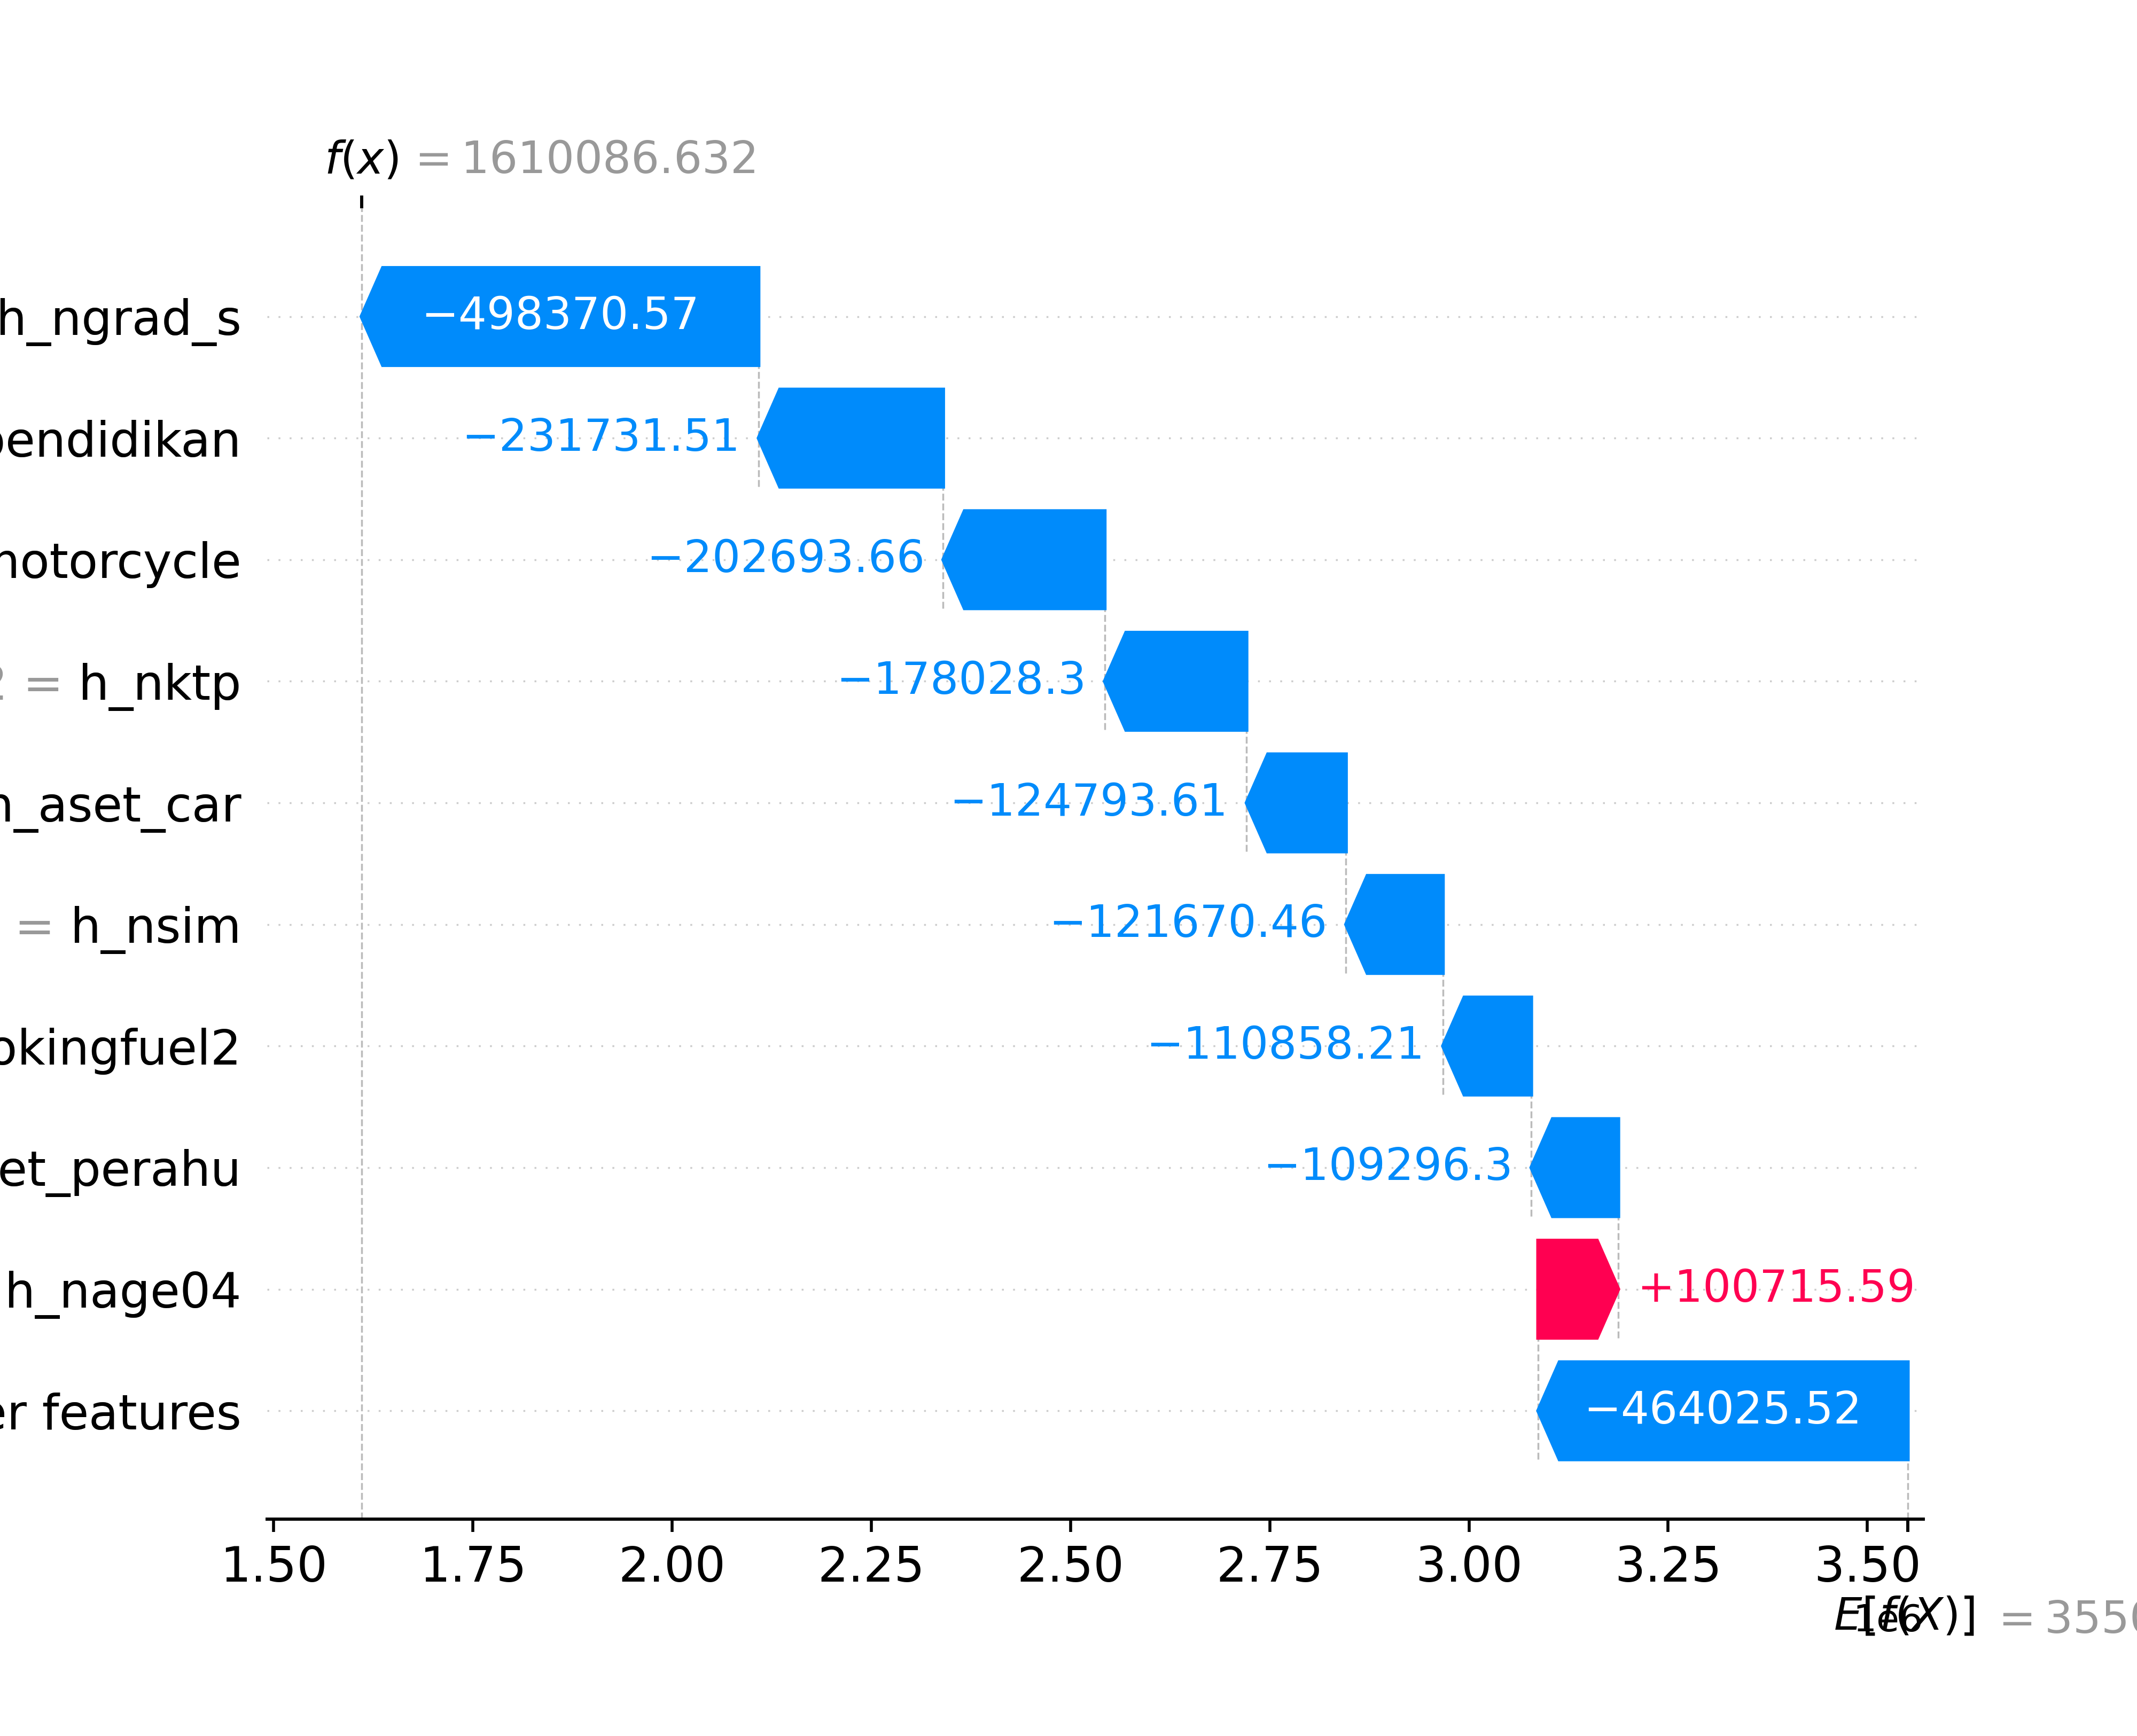 f(x) = 1610086.632
h_ngrad_s
−498370.57
pendidikan
−231731.51
motorcycle
−202693.66
= h_nktp
−178028.3
h_aset_car
−124793.61
= h_nsim
−121670.46
okingfuel2
−110858.21
et_perahu
−109296.3
h_nage04
+100715.59
er features
−464025.52
1.50 1.75 2.00 2.25 2.50 2.75 3.00 3.25 3.50
1e6
E[f(X)] = 3550